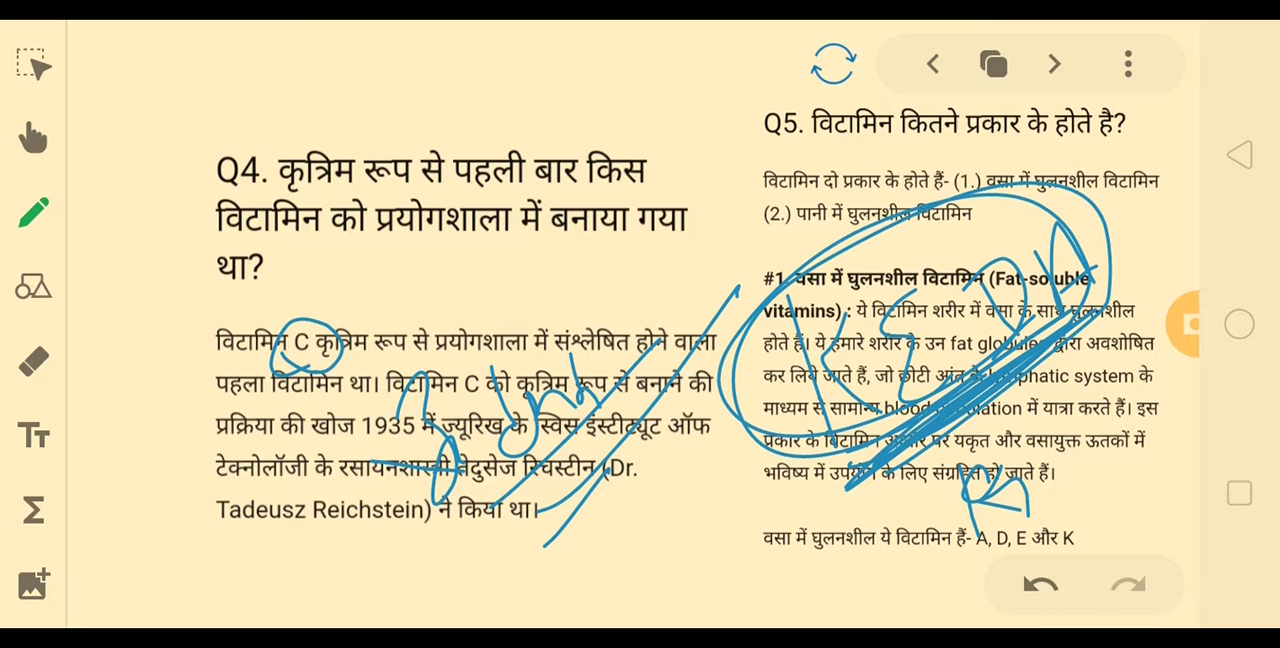 Q4. कृत्रिम रूप से पहली बार किस
विटामिन को प्रयोगशाला में बनाया गया
था?
विटामिन C कृत्रिम रूप से प्रयोगशाला में संश्लेषित होने वाला
पहला विटामिन था। विटामिन C को कृत्रिम रूप से बनाने की
प्रक्रिया की खोज 1935 में ज्यूरिख के स्विस इंस्टीट्यूट ऑफ
टेक्नोलॉजी के रसायनशास्त्री तेदुसेज रिचस्टीन (Dr.
Tadeusz Reichstein) ने किया था।
Q5. विटामिन कितने प्रकार के होते है?
विटामिन दो प्रकार के होते हैं- (1.) वसा में घुलनशील विटामिन
(2.) पानी में घुलनशील विटामिन
#1. वसा में घुलनशील विटामिन (Fat-soluble
vitamins) : ये विटामिन शरीर में वसा के साथ घुलनशील
होते हैं। ये हमारे शरीर के उन fat globules द्वारा अवशोषित
कर लिये जाते हैं, जो छोटी आंत के system के
माध्यम से सामान्य blood में यात्रा करते हैं। इस
प्रकार के विटामिन पर यकृत और वसायुक्त ऊतकों में
भविष्य में उपयोग के लिए संग्रहित हो जाते हैं।
वसा में घुलनशील ये विटामिन हैं- A, D, E और K
KEDA
Tт
Σ